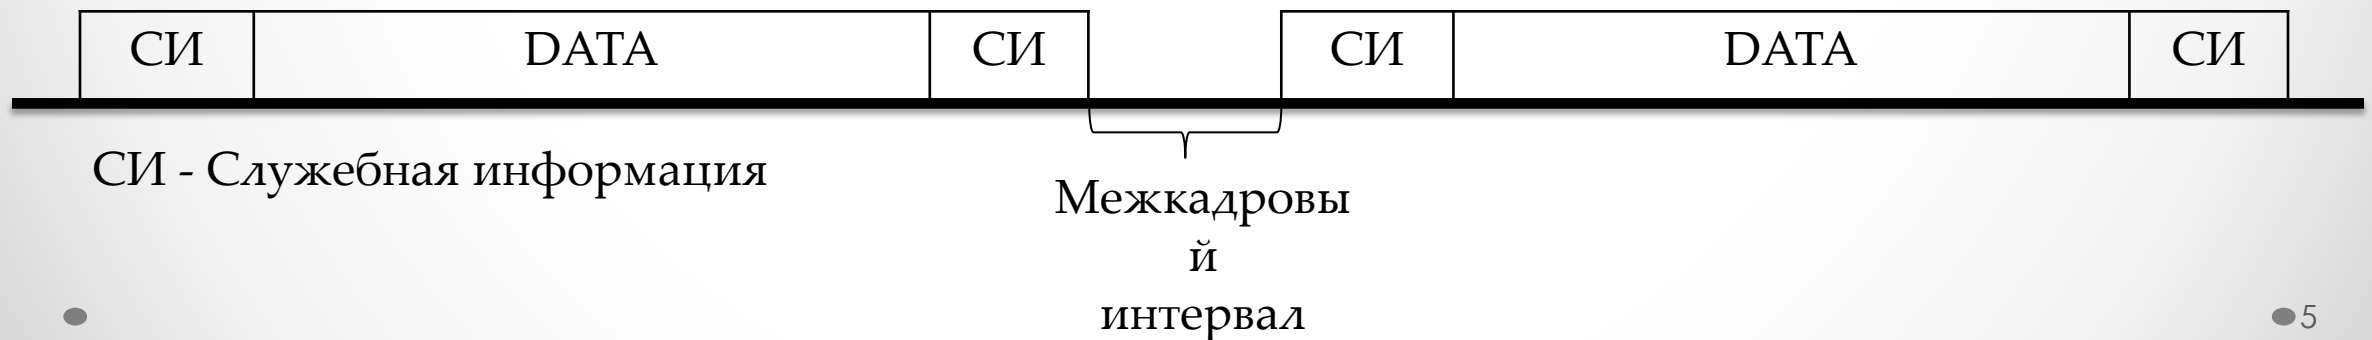 СИ DATA СИ СИ DATA СИ
СИ - Служебная информация
Межкадровы
й
интервал
5